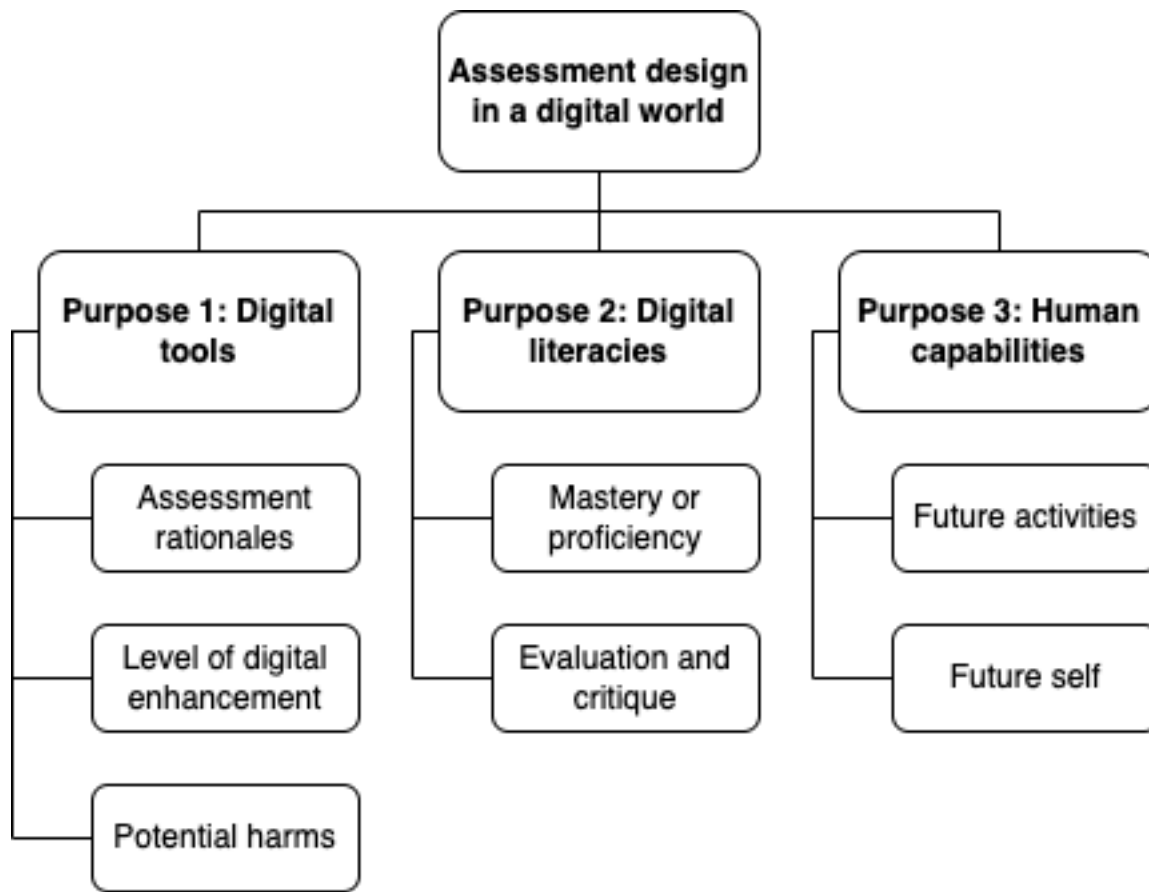 Assessment design
in a digital world
Purpose 1: Digital
tools
Assessment
rationales
Level of digital
enhancement
Potential harms
Purpose 2: Digital
literacies
Mastery or
proficiency
Evaluation and
critique
Purpose 3: Human
capabilities
Future activities
Future self